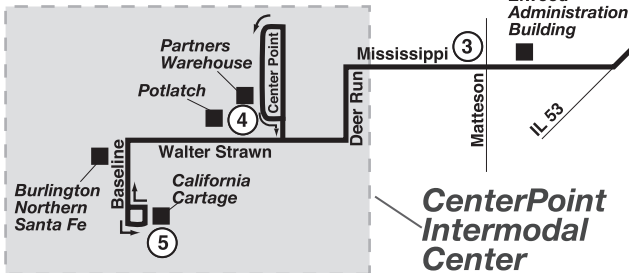 Administration
Building
Mississippi
3
Partners
Warehouse
Center Point
Potlatch
4
Deer Run
Matteson
IL 53
Walter Strawn
Baseline
Burlington
Northern
Santa Fe
California
Cartage
5
CenterPoint
Intermodal
Center